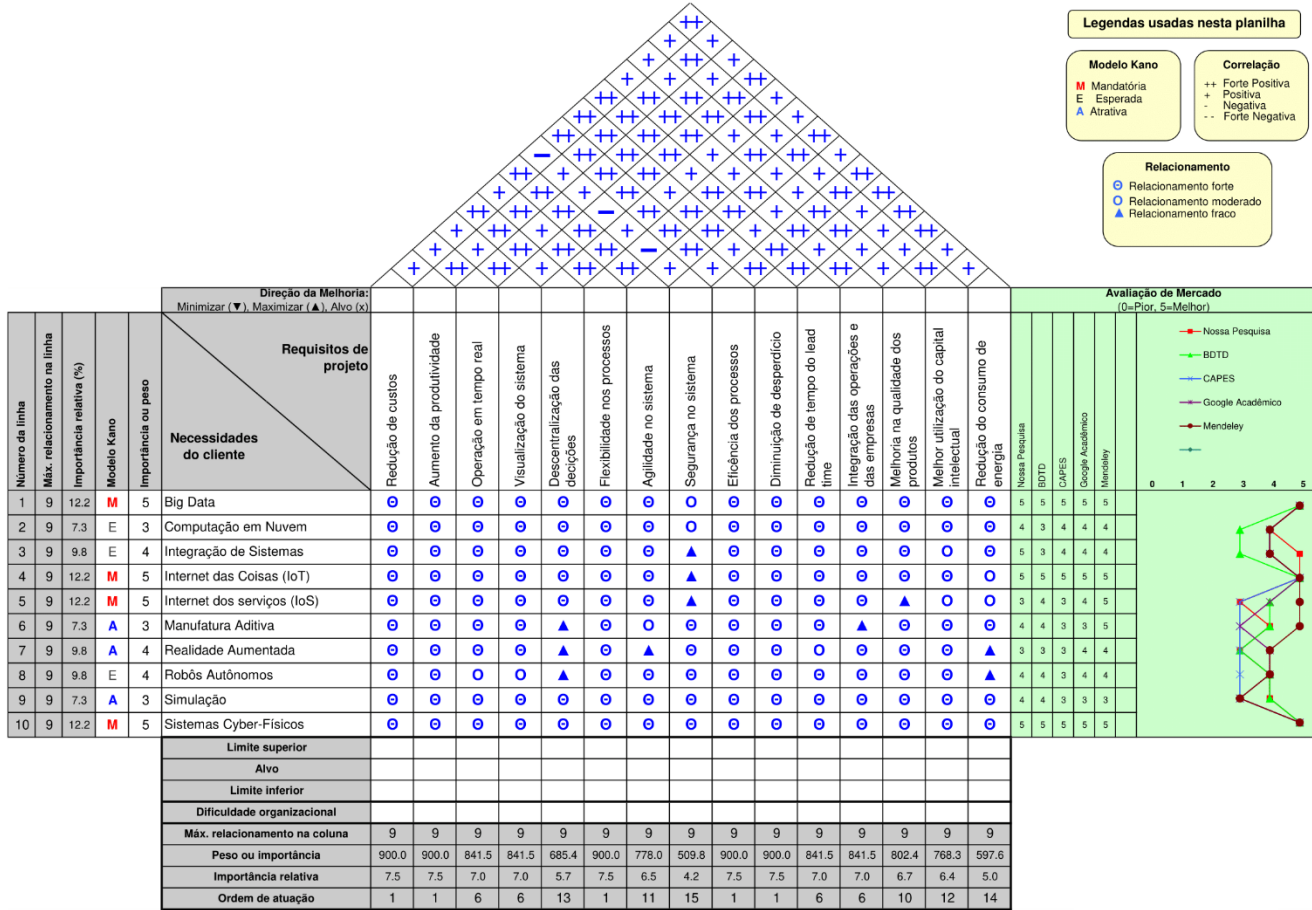 Legendas usadas nesta planilha
Modelo Kano
M Mandatória
E Esperada
A Atrativa
Correlação
++ Forte Positiva
+ Positiva
- Negativa
- - Forte Negativa
Relacionamento
Θ Relacionamento forte
O Relacionamento moderado
▲ Relacionamento fraco
Direção da Melhoria:
Minimizar (▼), Maximizar (▲), Alvo (x)
Avaliação de Mercado
(0=Pior, 5=Melhor)
Número da linha
Máx. relacionamento na linha
Importância relativa (%)
Modelo Kano
Importância ou peso
Requisitos de
projeto
Necessidades
do cliente
Redução de custos
Aumento da produtividade
Operação em tempo real
Visualização do sistema
Descentralização das
decições
Flexibilidade nos processos
Agilidade no sistema
Segurança no sistema
Eficência dos processos
Diminuição de desperdício
Redução de tempo do lead
time
Integração das operações e
das empresas
Melhoria na qualidade dos
produtos
Melhor utilização do capital
intelectual
Redução do consumo de
energia
Nossa Pesquisa
BDTD
CAPES
Google Acadêmico
Mendeley
Nossa Pesquisa
BDTD
CAPES
Google Acadêmico
Mendeley
0 1 2 3 4 5
1 9 12.2 M 5 Big Data Θ Θ Θ Θ Θ Θ Θ O Θ Θ Θ Θ Θ Θ Θ 5 5 5 5 5
2 9 7.3 E 3 Computação em Nuvem Θ Θ Θ Θ Θ Θ Θ O Θ Θ Θ Θ Θ Θ Θ 4 3 4 4 4
3 9 9.8 E 4 Integração de Sistemas Θ Θ Θ Θ Θ Θ Θ ▲ Θ Θ Θ Θ Θ O Θ 5 3 4 4 4
4 9 12.2 M 5 Internet das Coisas (IoT) Θ Θ Θ Θ Θ Θ Θ ▲ Θ Θ Θ Θ Θ Θ O 5 5 5 5 5
5 9 12.2 M 5 Internet dos serviços (IoS) Θ Θ Θ Θ Θ Θ Θ ▲ Θ Θ Θ Θ ▲ O O 3 4 3 4 5
6 9 7.3 A 3 Manufatura Aditiva Θ Θ Θ Θ ▲ Θ O Θ Θ Θ Θ ▲ Θ Θ Θ 4 4 3 3 5
7 9 9.8 A 4 Realidade Aumentada Θ Θ Θ Θ ▲ Θ ▲ Θ Θ Θ O Θ Θ Θ ▲ 3 3 3 4 4
8 9 9.8 E 4 Robôs Autônomos Θ Θ O O ▲ Θ Θ Θ Θ Θ Θ Θ Θ Θ ▲ 4 4 3 4 4
9 9 7.3 A 3 Simulação Θ Θ Θ Θ Θ Θ Θ Θ Θ Θ Θ Θ Θ Θ Θ 4 4 3 3 3
10 9 12.2 M 5 Sistemas Cyber-Físicos Θ Θ Θ Θ Θ Θ Θ Θ Θ Θ Θ Θ Θ Θ Θ 5 5 5 5 5
Limite superior
Alvo
Limite inferior
Dificuldade organizacional
Máx. relacionamento na coluna 9 9 9 9 9 9 9 9 9 9 9 9 9 9 9
Peso ou importância 900.0 900.0 841.5 841.5 685.4 900.0 778.0 509.8 900.0 900.0 841.5 841.5 802.4 768.3 597.6
Importância relativa 7.5 7.5 7.0 7.0 5.7 7.5 6.5 4.2 7.5 7.5 7.0 7.0 6.7 6.4 5.0
Ordem de atuação 1 1 6 6 13 1 11 15 1 1 6 6 10 12 14